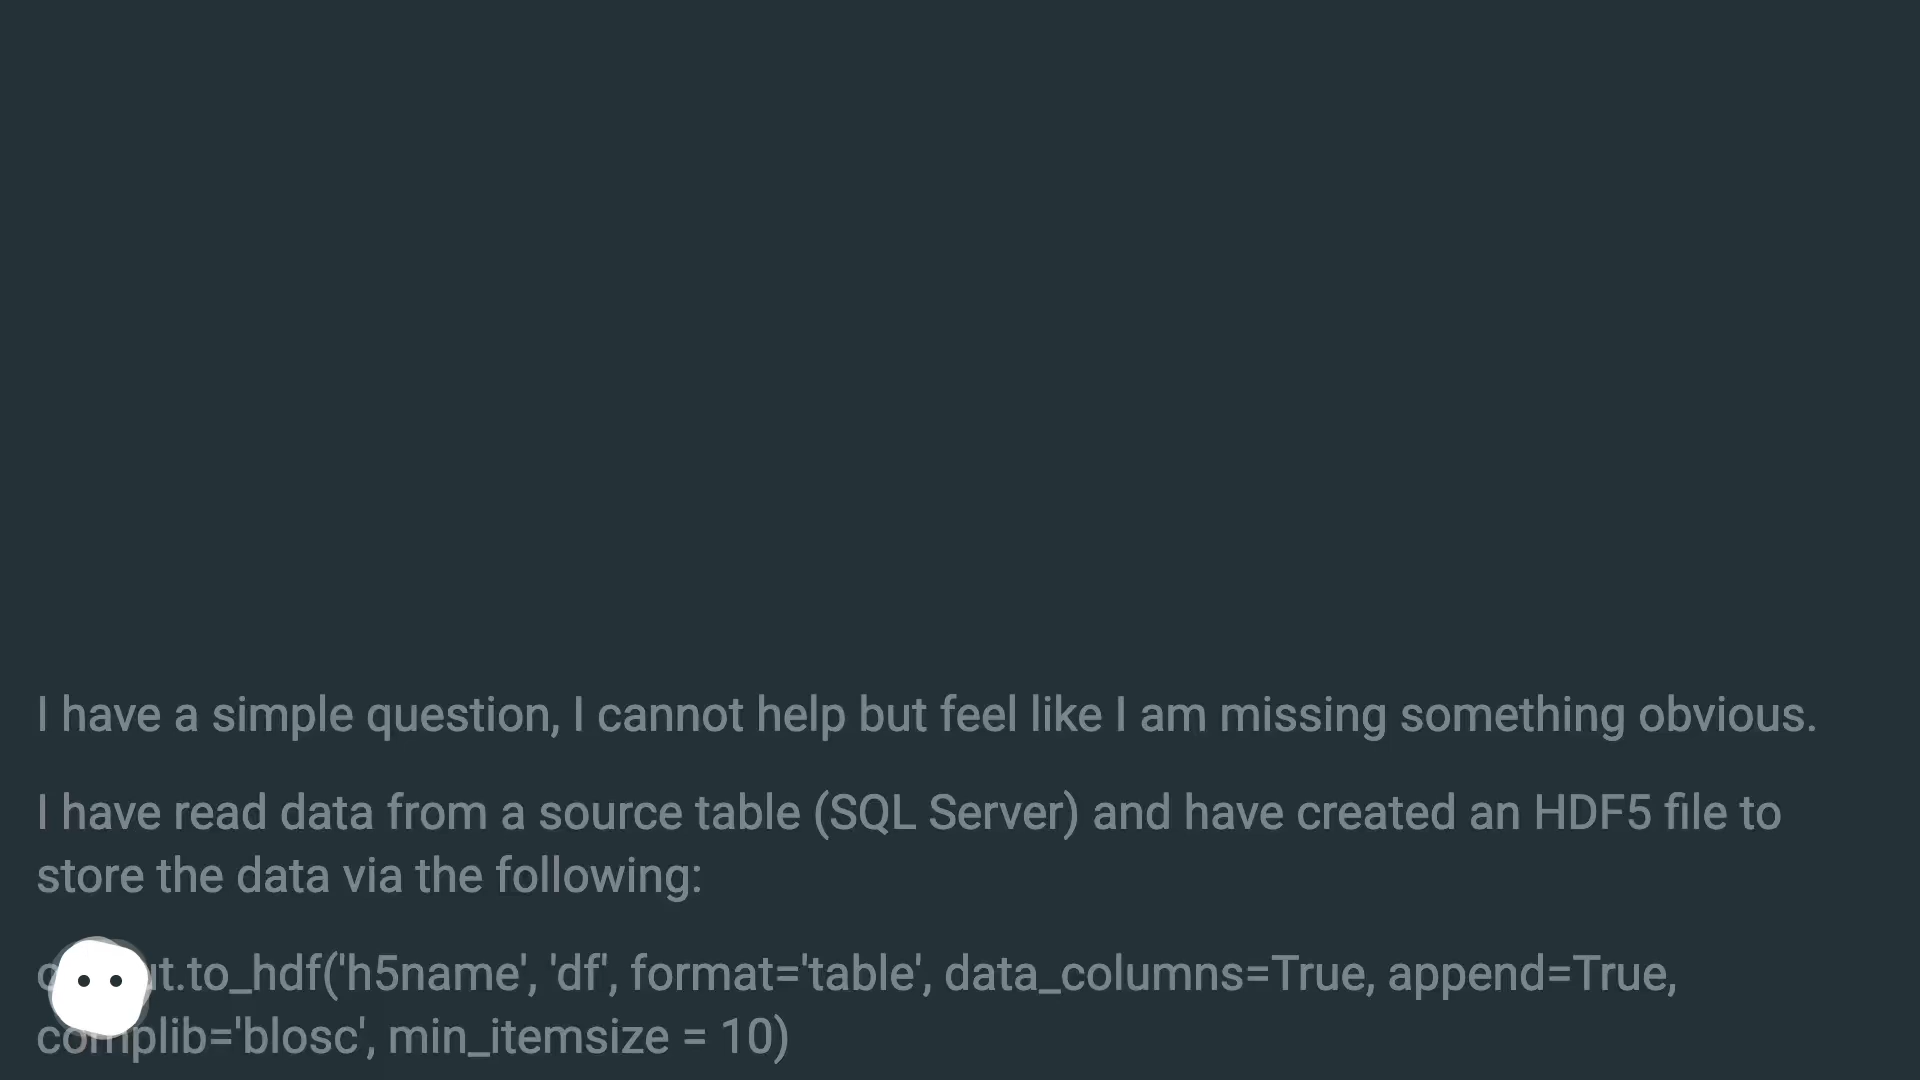 I have a simple question, I cannot help but feel like I am missing something obvious.
I have read data from a source table (SQL Server) and have created an HDF5 file to
store the data via the following:
ut.to_hdf('h5name', 'df', format='table', data_columns=True, append=True,
complib='blosc', min_itemsize = 10)